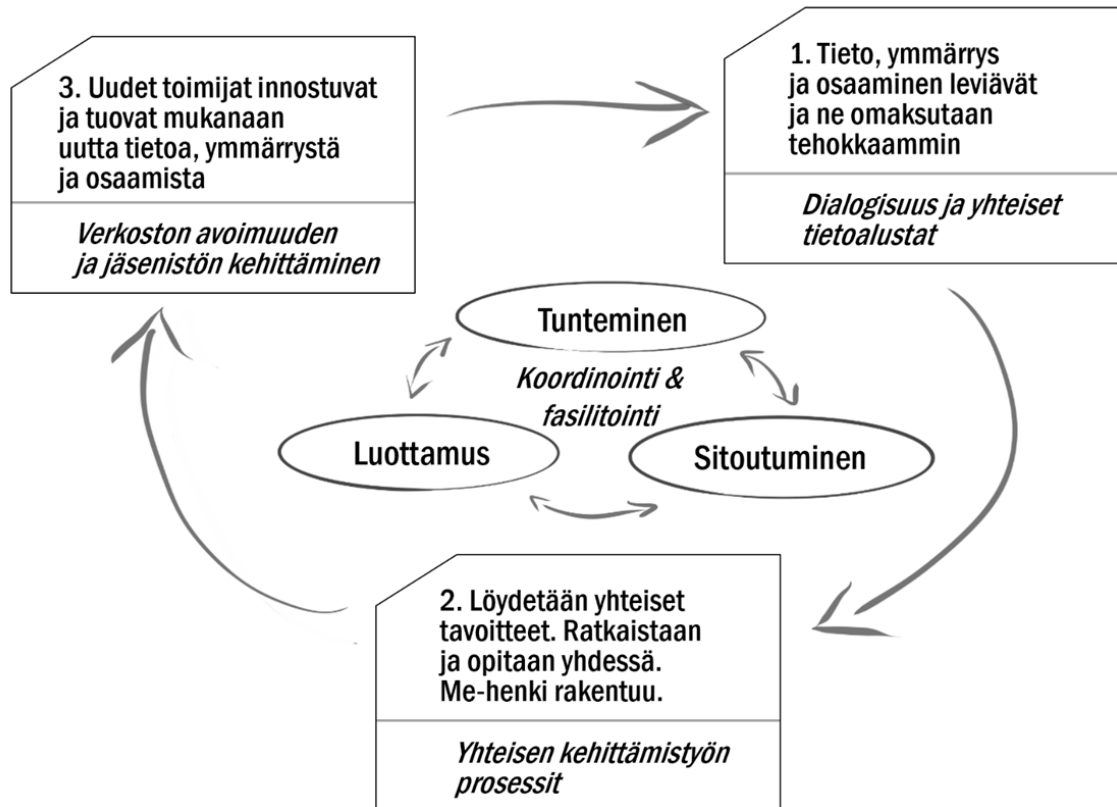 3. Uudet toimijat innostuvat
ja tuovat mukanaan
uutta tietoa, ymmärrystä
ja osaamista
Verkoston avoimuuden
ja jäsenistön kehittäminen
1. Tieto, ymmärrys
ja osaaminen leviävät
ja ne omaksutaan
tehokkaammin
Dialogisuus ja yhteiset
tietoalustat
Tunteminen
Koordinointi &
fasilitointi
Luottamus
Sitoutuminen
2. Löydetään yhteiset
tavoitteet. Ratkaistaan
ja opitaan yhdessä.
Me-henki rakentuu.
Yhteisen kehittämistyön
prosessit